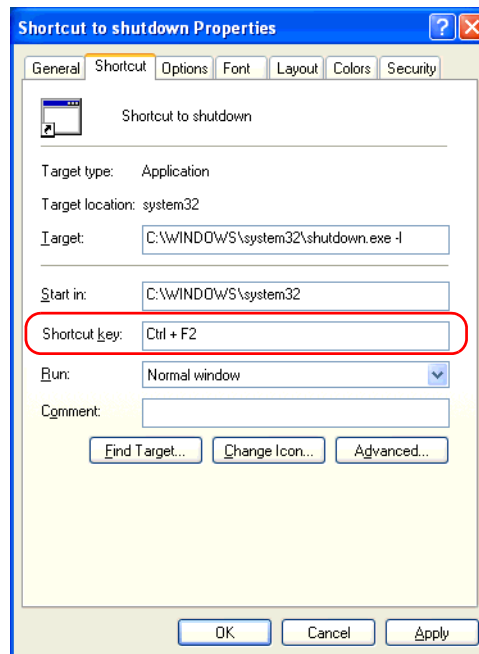 Shortcut to shutdown Properties
General Shortcut Options Font Layout Colors Security
Shortcut to shutdown
Target type: Application
Target location: system32
Target: C:\WINDOWS\system32\shutdown.exe -l
Start in: C:\WINDOWS\system32
Shortcut key: Ctrl + F2
Run: Normal window
Comment:
Find Target... Change Icon... Advanced...
OK Cancel Apply